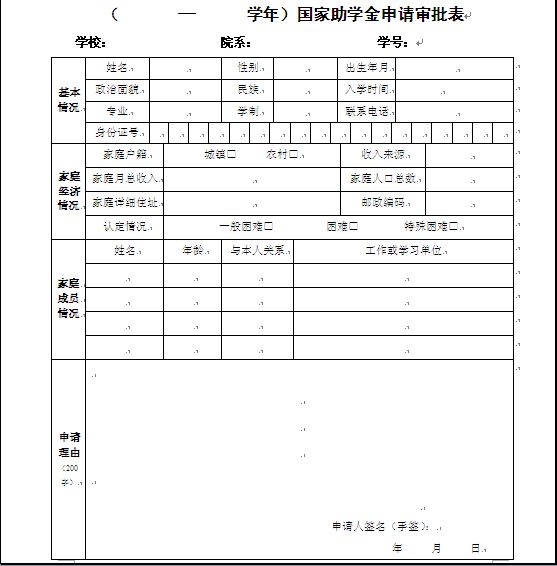 （ — 学年）国家助学金申请审批表
学校： 院系： 学号：
基本情况
姓名 性别 出生年月
政治面貌 民族 入学时间
专业 学制 联系电话
身份证号
家庭经济情况
家庭户籍 城镇□ 农村□ 收入来源
家庭月总收入 家庭人口总数
家庭详细住址 邮政编码
认定情况 一般困难□ 困难□ 特殊困难□
家庭成员情况
姓名 年龄 与本人关系 工作或学习单位
申请理由（200字）
申请人签名（手签）：
年 月 日